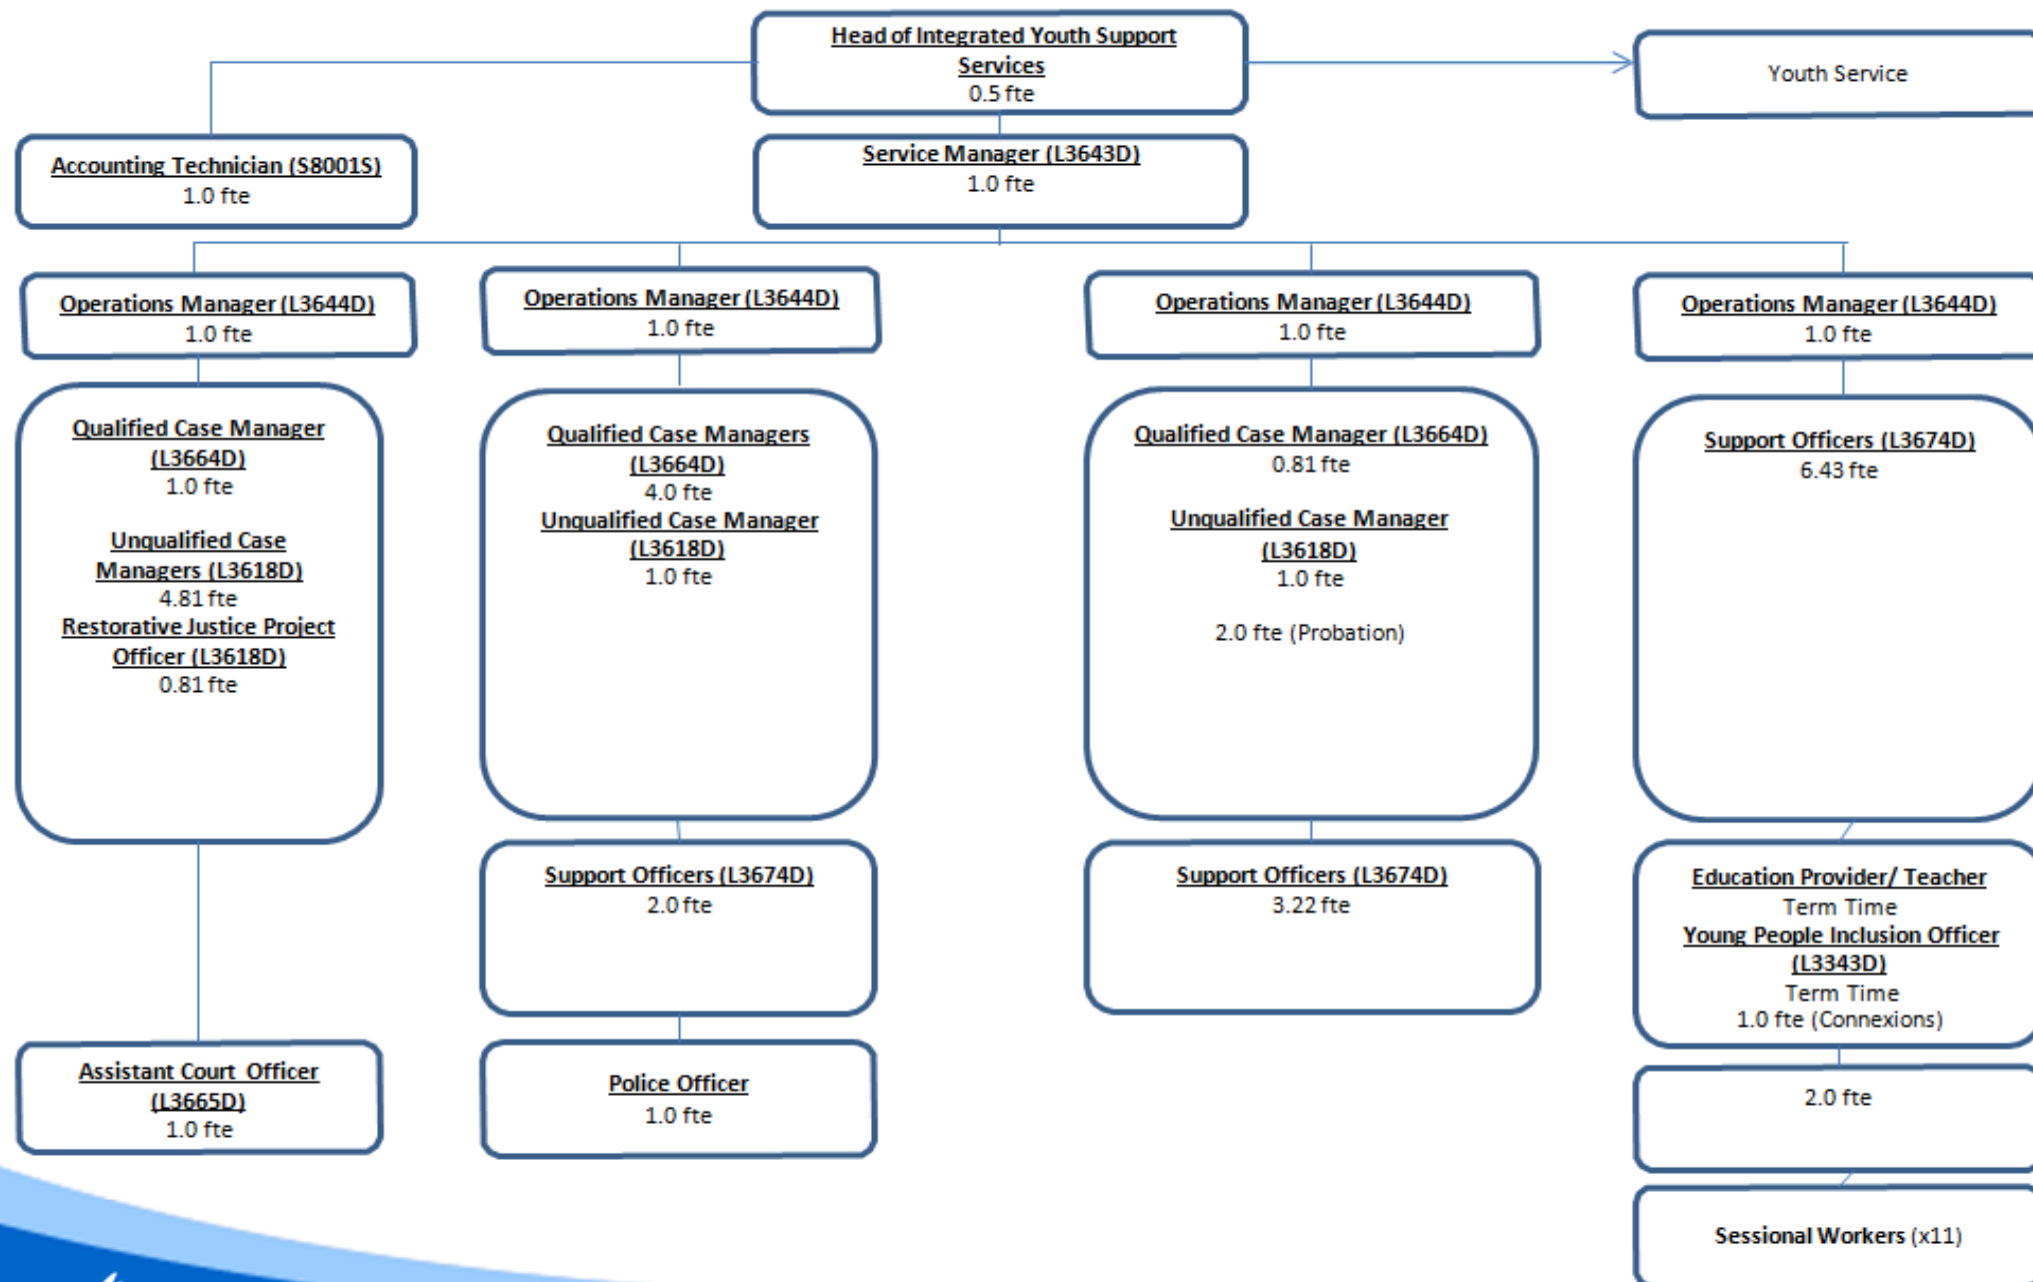 Head of Integrated Youth Support
Services
0.5 fte
Youth Service
Accounting Technician (S8001S)
1.0 fte
Service Manager (L3643D)
1.0 fte
Operations Manager (L3644D)
1.0 fte
Qualified Case Manager
(L3664D)
1.0 fte
Unqualified Case
Managers (L3618D)
4.81 fte
Restorative Justice Project
Officer (L3618D)
0.81 fte
Assistant Court Officer
(L3665D)
1.0 fte
Operations Manager (L3644D)
1.0 fte
Qualified Case Managers
(L3664D)
4.0 fte
Unqualified Case Manager
(L3618D)
1.0 fte
Support Officers (L3674D)
2.0 fte
Police Officer
1.0 fte
Operations Manager (L3644D)
1.0 fte
Qualified Case Manager (L3664D)
0.81 fte
Unqualified Case Manager
(L3618D)
1.0 fte
2.0 fte (Probation)
Support Officers (L3674D)
3.22 fte
Operations Manager (L3644D)
1.0 fte
Support Officers (L3674D)
6.43 fte
Education Provider/ Teacher
Term Time
Young People Inclusion Officer
(L3343D)
Term Time
1.0 fte (Connexions)
2.0 fte
Sessional Workers (x11)